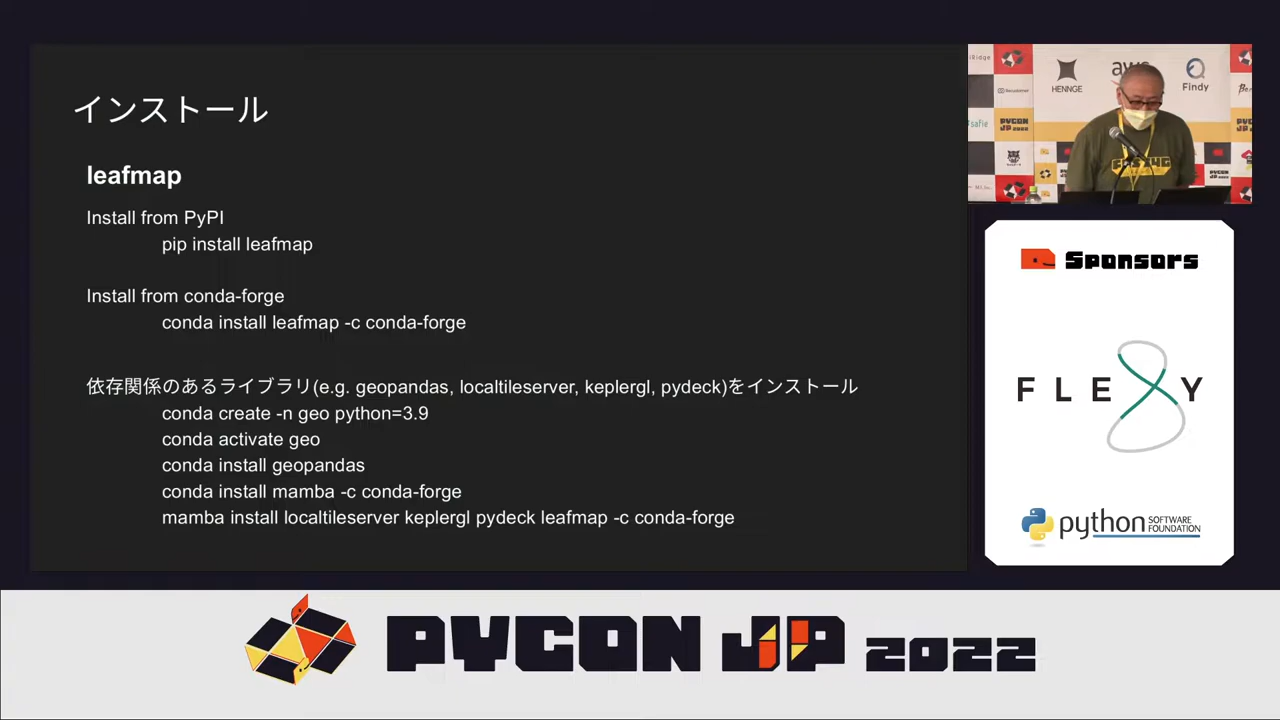 インストール
leafmap
Install from PyPI
pip install leafmap
Install from conda-forge
conda install leafmap -c conda-forge
依存関係のあるライブラリ(e.g. geopandas, localtileserver, keplergl, pydeck)をインストール
conda create -n geo python=3.9
conda activate geo
conda install geopandas
conda install mamba -c conda-forge
mamba install localtileserver keplergl pydeck leafmap -c conda-forge
HENNGE
aws
Findy
PYCON
JP 2022
Sponsors
FLEXY
python SOFTWARE
FOUNDATION
PYCON JP 2022